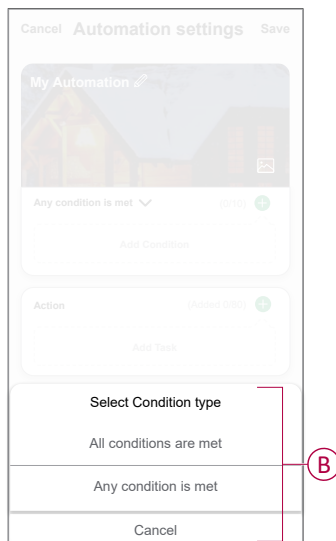 Cancel Automation settings Save
My Automation
Any condition is met (0/10)
Add Condition
Action (Added 0/80)
Add Task
Select Condition type
All conditions are met
Any condition is met
B
Cancel